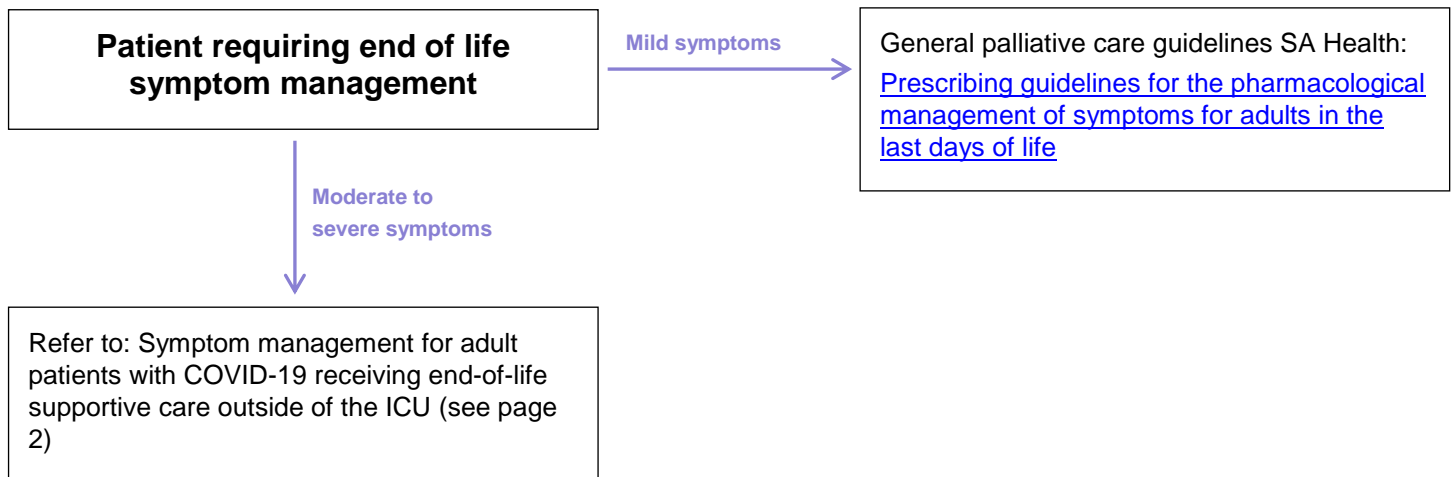 Patient requiring end of life
symptom management
Mild symptoms
General palliative care guidelines SA Health:
Prescribing guidelines for the pharmacological
management of symptoms for adults in the
last days of life
Moderate to
severe symptoms
Refer to: Symptom management for adult
patients with COVID-19 receiving end-of-life
supportive care outside of the ICU (see page
2)